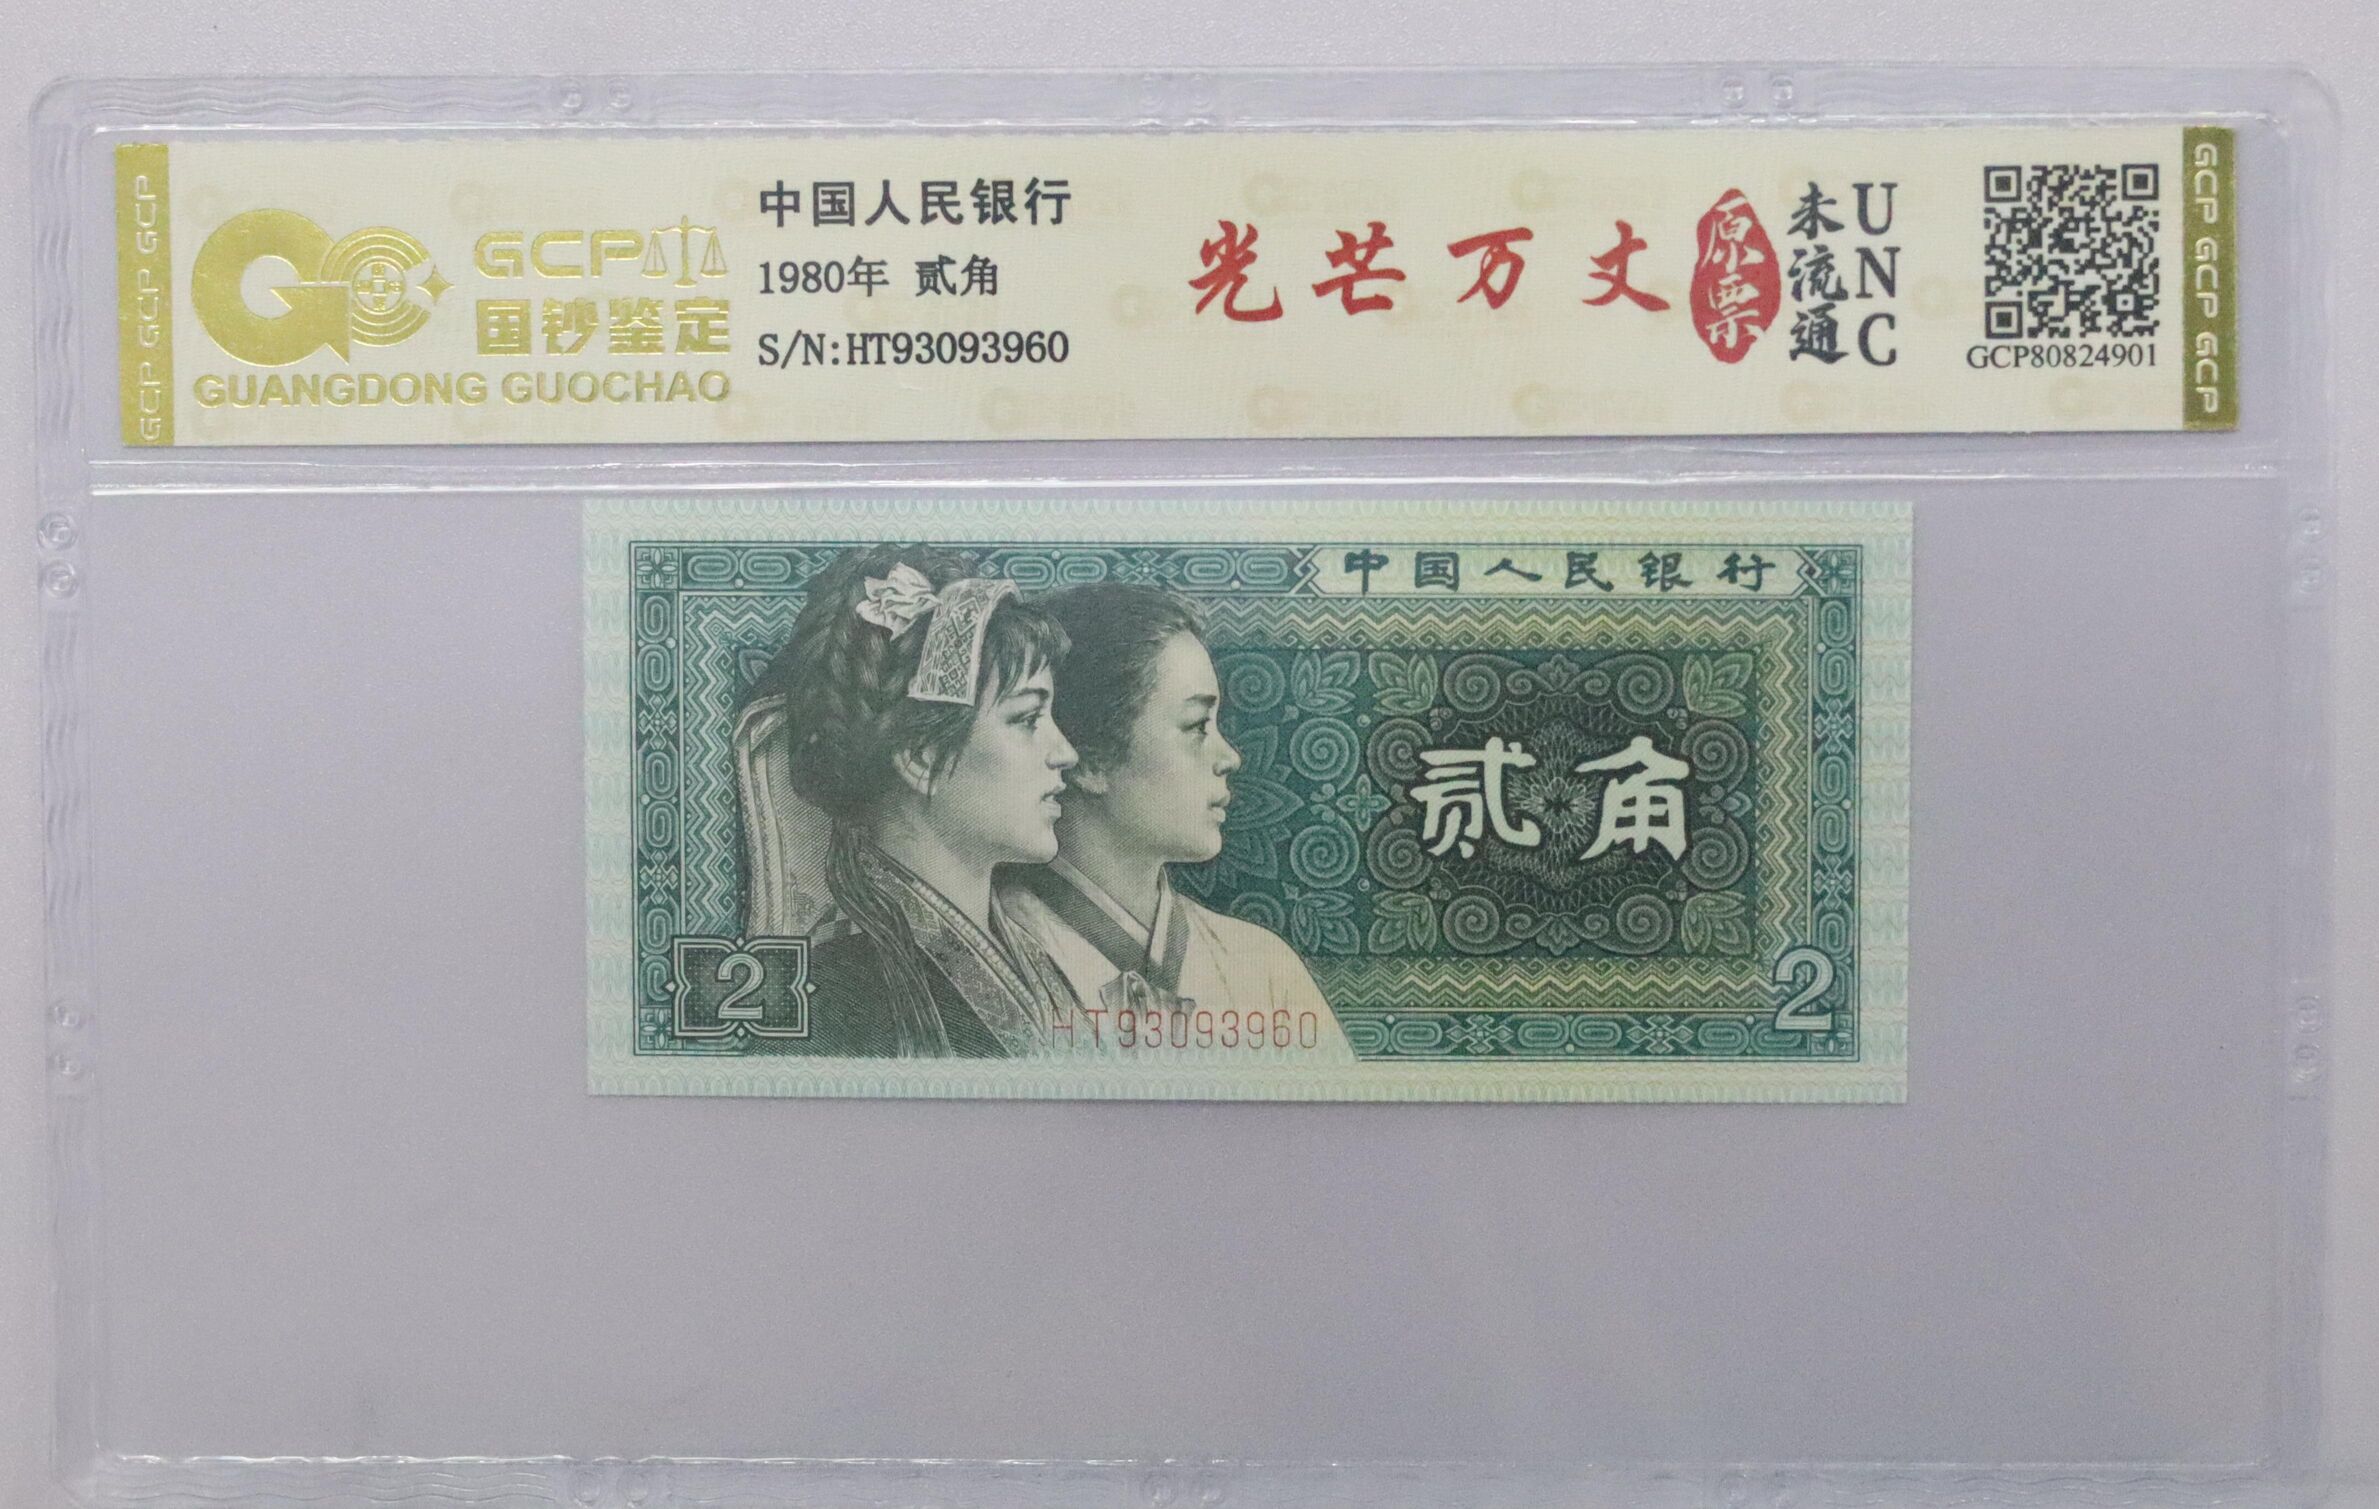 GCP GCP GCP
GCP
国钞鉴定
GUANGDONG GUOCHAO
中国人民银行
1980年 贰角
S/N:HT93093960
光芒万丈
原票
未流通
UNC
GCP80824901
GCP GCP GCP
中国人民银行
贰角
2
2
HT93093960